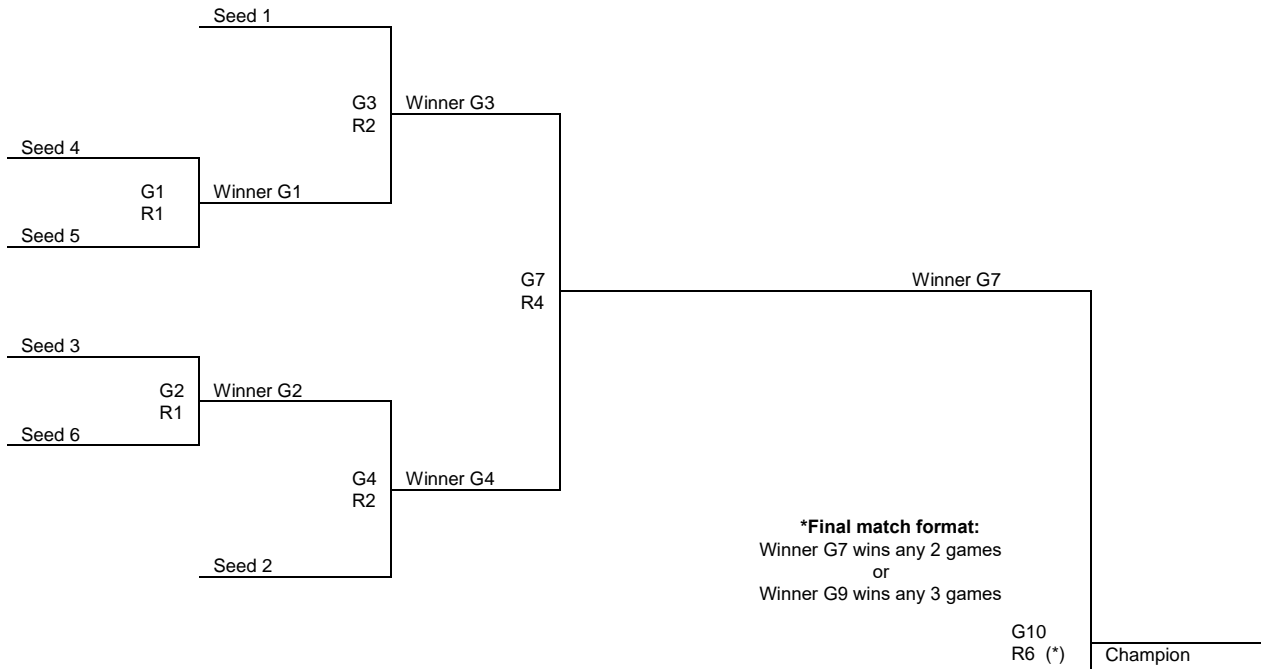 Seed 1
G3
R2
Winner G3
Seed 4
G1
R1
Winner G1
Seed 5
G7
R4
Winner G7
Seed 3
G2
R1
Winner G2
Seed 6
G4
R2
Winner G4
Seed 2
*Final match format:
Winner G7 wins any 2 games
or
Winner G9 wins any 3 games
G10
R6 (*)
Champion